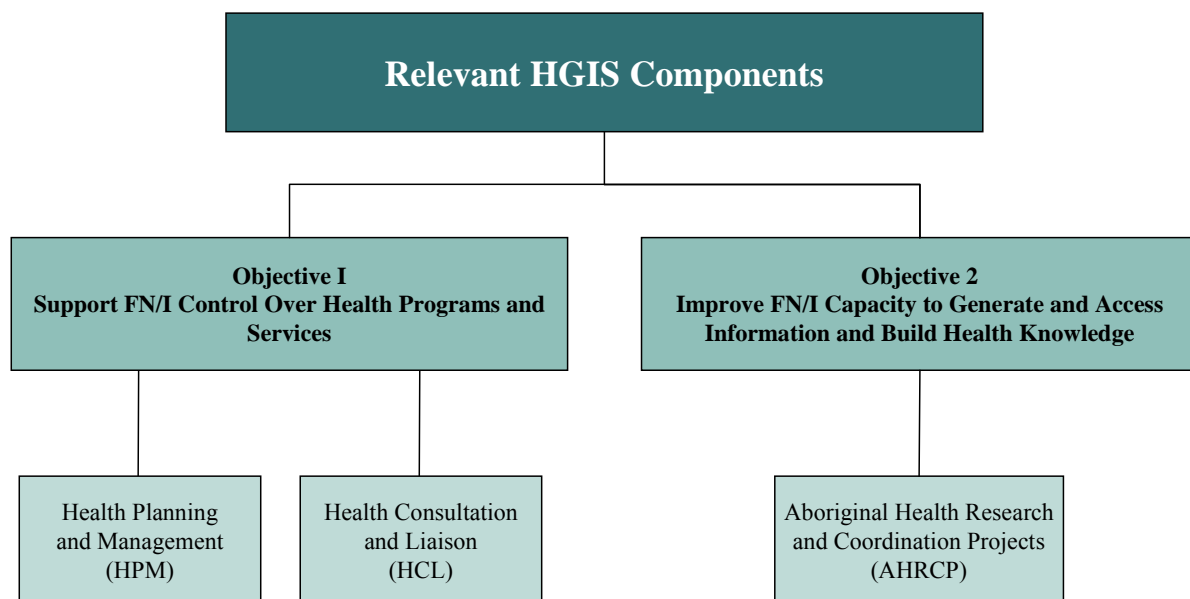 Relevant HGIS Components
Objective I
Support FN/I Control Over Health Programs and
Services
Objective 2
Improve FN/I Capacity to Generate and Access
Information and Build Health Knowledge
Health Planning
and Management
(HPM)
Health Consultation
and Liaison
(HCL)
Aboriginal Health Research
and Coordination Projects
(AHRCP)